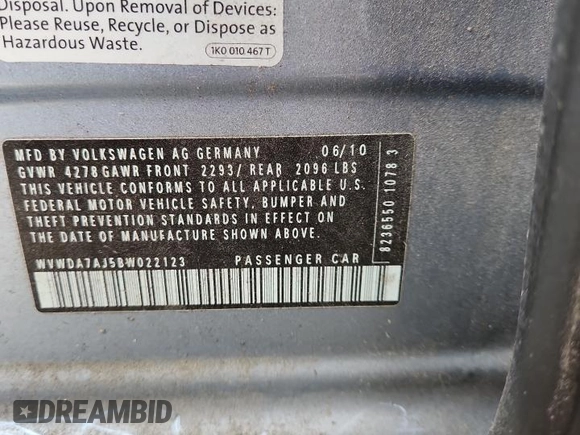 Disposal. Upon Removal of Devices:
Please Reuse, Recycle, or Dispose as
Hazardous Waste.
1K0 010 467 T
MFD BY VOLKSWAGEN AG GERMANY 06/10
GVWR 4278 GAWR FRONT 2293/ REAR 2096 LBS
THIS VEHICLE CONFORMS TO ALL APPLICABLE U.S.
FEDERAL MOTOR VEHICLE SAFETY, BUMPER AND
THEFT PREVENTION STANDARDS IN EFFECT ON
THE DATE OF MANUFACTURE SHOWN ABOVE.
WVWDA7AJ5BW022123 PASSENGER CAR
8236550 1078 3
DREAMBID